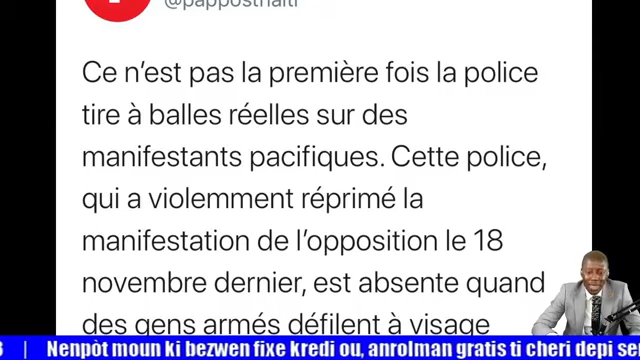 @papposthaiti
Ce n’est pas la première fois la police
tire à balles réelles sur des
manifestants pacifiques. Cette police,
qui a violemment réprimé la
manifestation de l’opposition le 18
novembre dernier, est absente quand
des gens armés défilent à visage
Nenpòt moun ki bezwen fixe kredi ou, anrolman gratis ti cheri depi se